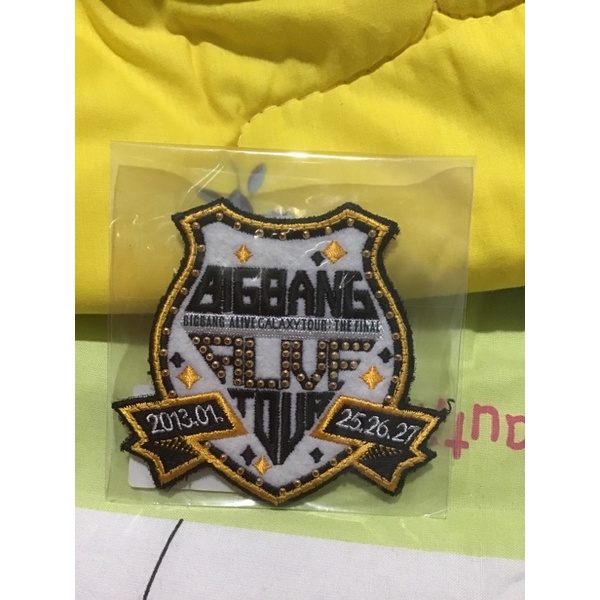 BIGBANG
BIGBANG ALIVE GALAXY TOUR: THE FINAL
ALIVE
TOUR
2013.01.
25.26.27